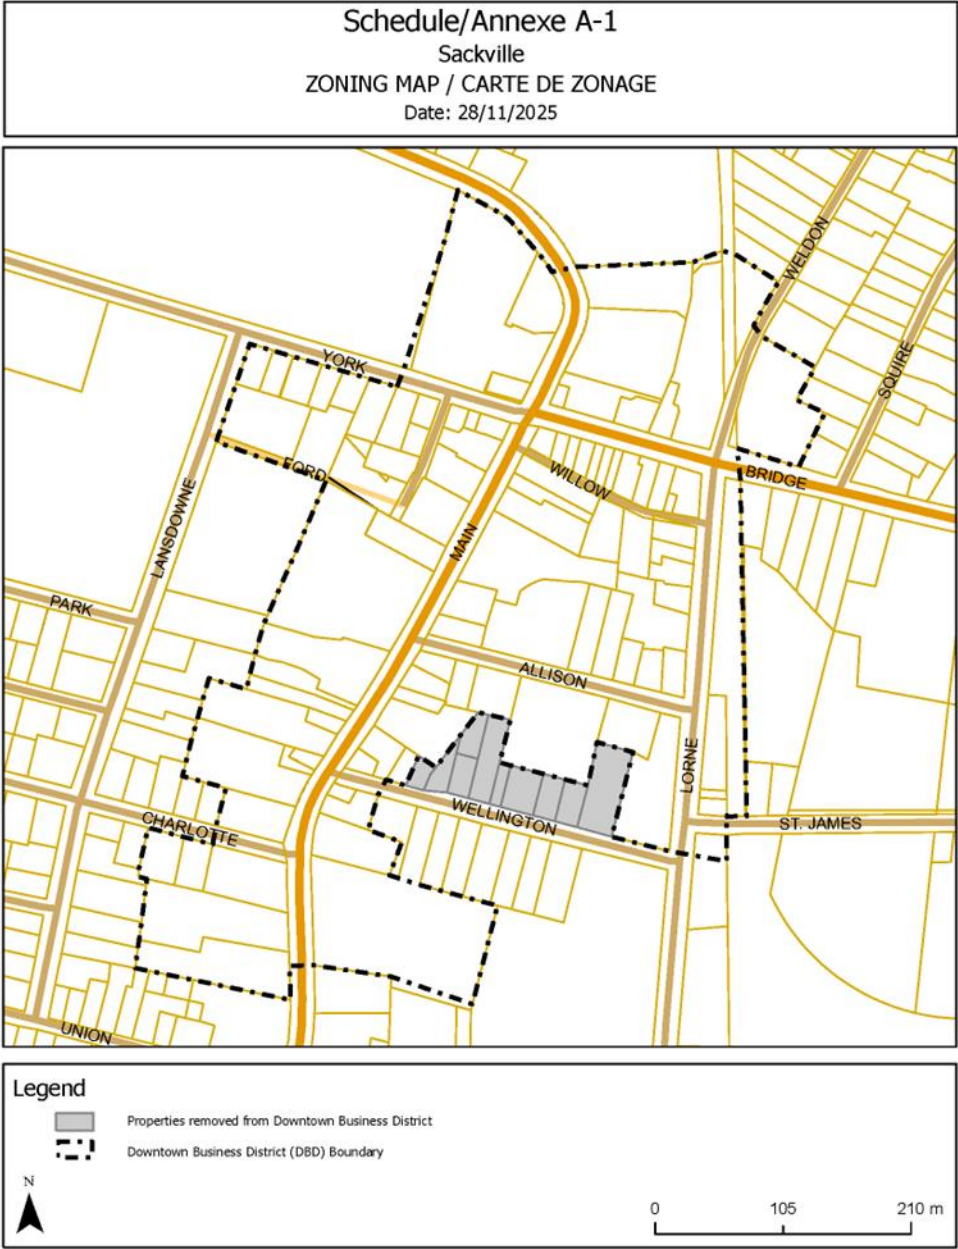 Schedule/Annexe A-1
Sackville
ZONING MAP / CARTE DE ZONAGE
Date: 28/11/2025
WELDON
SQUIRE
YORK
FORD
WILLOW
BRIDGE
LANSDOWNE
MAIN
PARK
ALLISON
LORNE
WELLINGTON
CHARLOTTE
ST. JAMES
UNION
Legend
Properties removed from Downtown Business District
Downtown Business District (DBD) Boundary
N
0 105 210 m